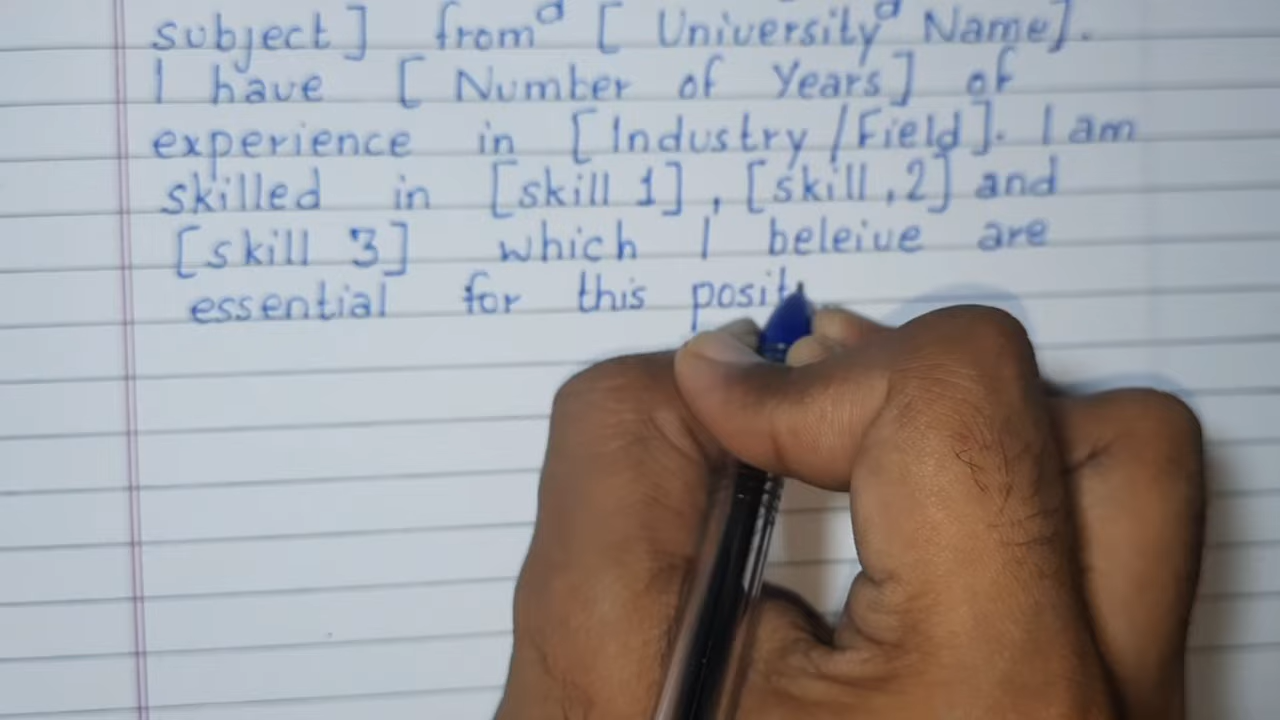 subject] from [ University Name].
I have [ Number of Years] of
experience in [Industry /Field]. I am
skilled in [skill 1] , [skill ,2] and
[skill 3] which I beleive are
essential for this posit